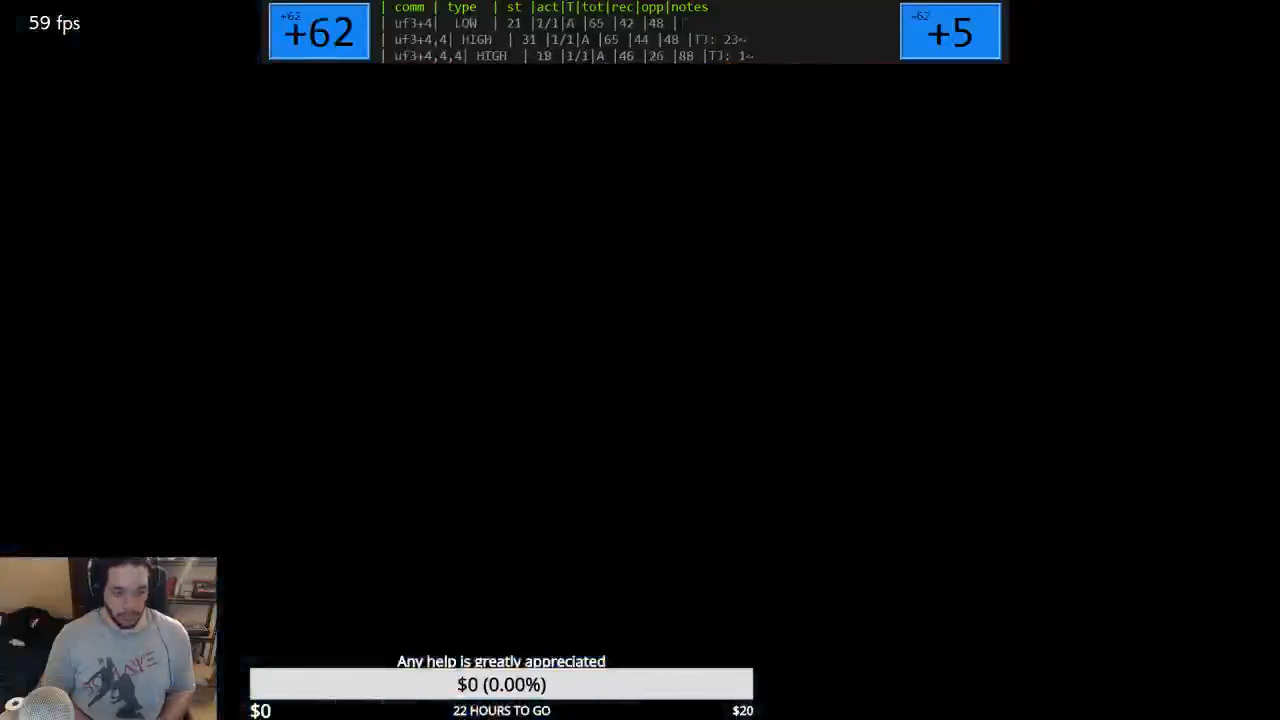 59 fps
+62
+62
| comm | type | st |act|T|tot|rec|opp|notes
| uf3+4| LOW | 21 |1/1|A |65 |42 |48 |
| uf3+4,4| HIGH | 31 |1/1|A |65 |44 |48 |TJ: 23~
| uf3+4,4,4| HIGH | 18 |1/1|A |46 |26 |88 |TJ: 1~
+62
+5
Any help is greatly appreciated
$0 (0.00%)
$0
22 HOURS TO GO
$20